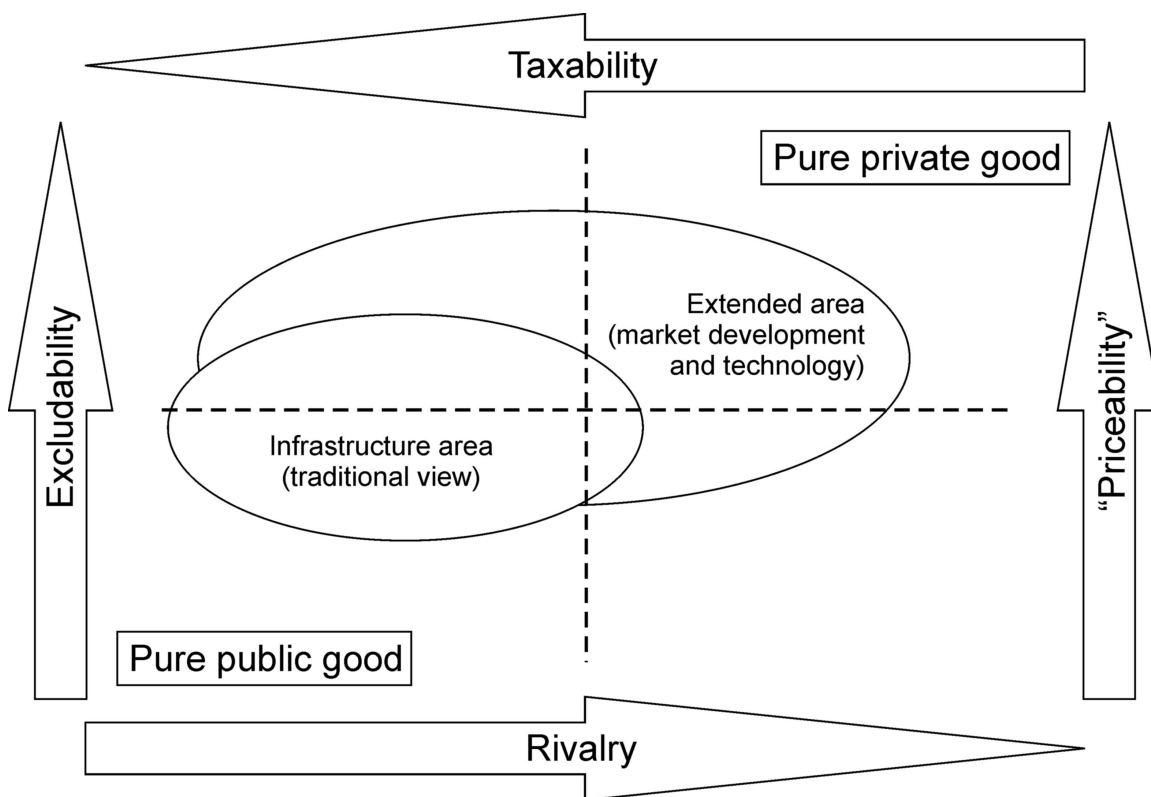 Taxability
Pure private good
Excludability
Extended area
(market development
and technology)
“Priceability”
Infrastructure area
(traditional view)
Pure public good
Rivalry